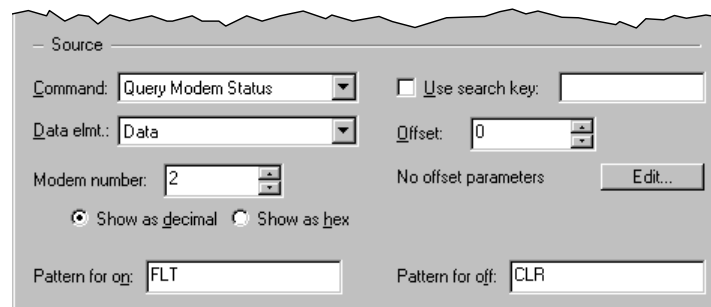 Source
Command: Query Modem Status Use search key:
Data elmt.: Data Offset: 0
Modem number: 2 No offset parameters Edit...
Show as decimal Show as hex
Pattern for on: FLT Pattern for off: CLR